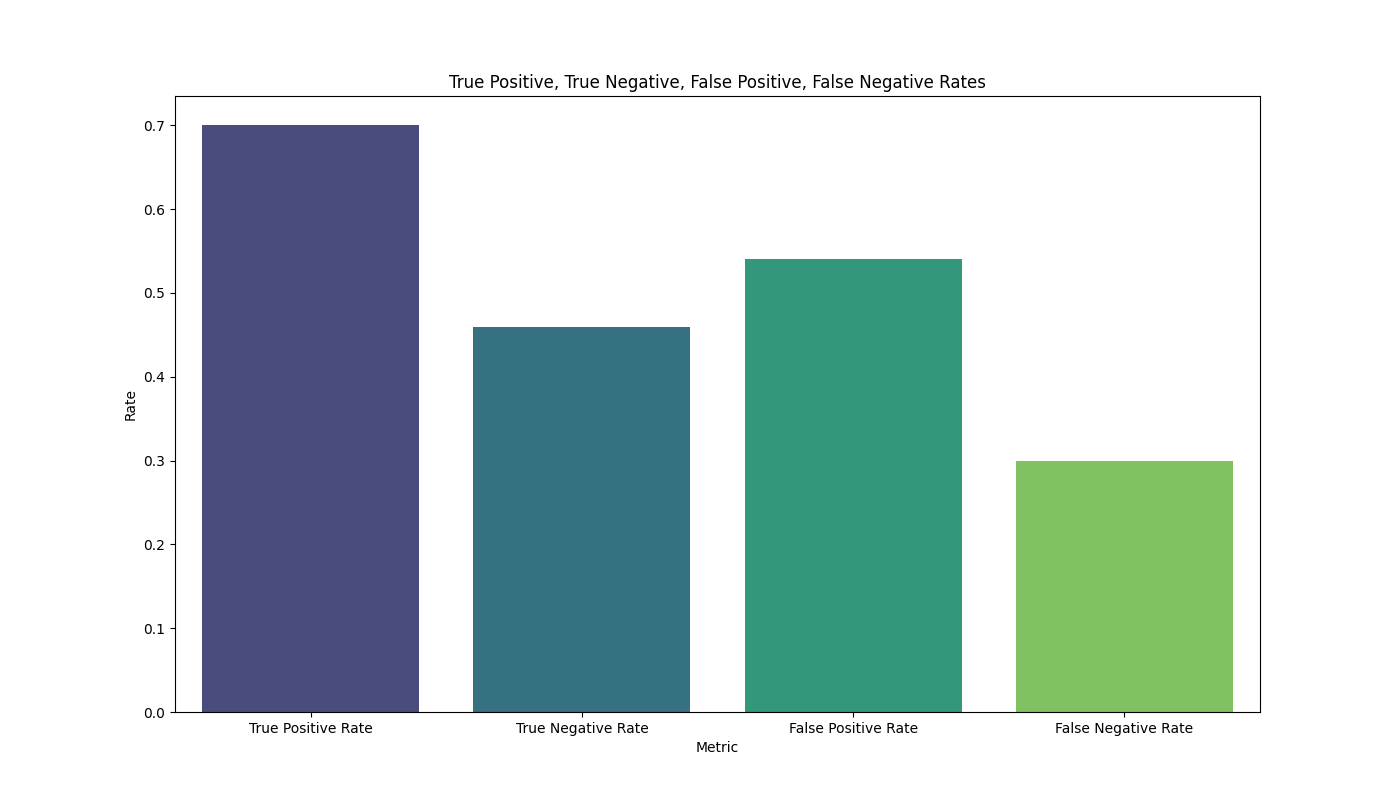 True Positive, True Negative, False Positive, False Negative Rates
0.7
0.6
0.5
0.4
0.3
0.2
0.1
0.0
Rate
True Positive Rate
True Negative Rate
False Positive Rate
False Negative Rate
Metric